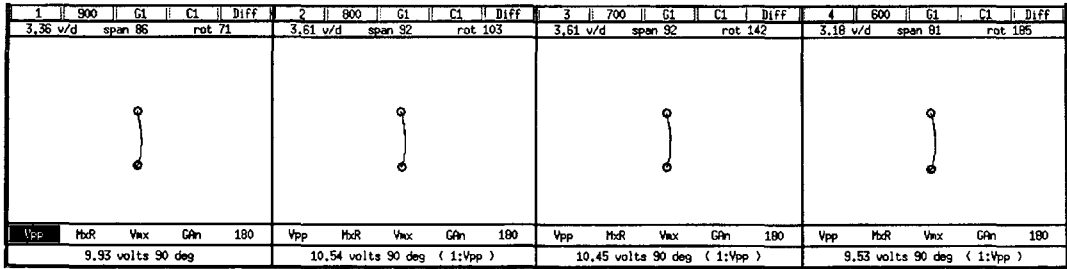 1 900 G1 C1 Diff
3.36 v/d span 86 rot 71
Vpp MxR Vmx GAn 180
9.93 volts 90 deg
2 800 G1 C1 Diff
3.61 v/d span 92 rot 103
Vpp MxR Vmx GAn 180
10.54 volts 90 deg ( 1:Vpp )
3 700 G1 C1 Diff
3.61 v/d span 92 rot 142
Vpp MxR Vmx GAn 180
10.45 volts 90 deg ( 1:Vpp )
4 600 G1 C1 Diff
3.18 v/d span 81 rot 185
Vpp MxR Vmx GAn 180
9.53 volts 90 deg ( 1:Vpp )